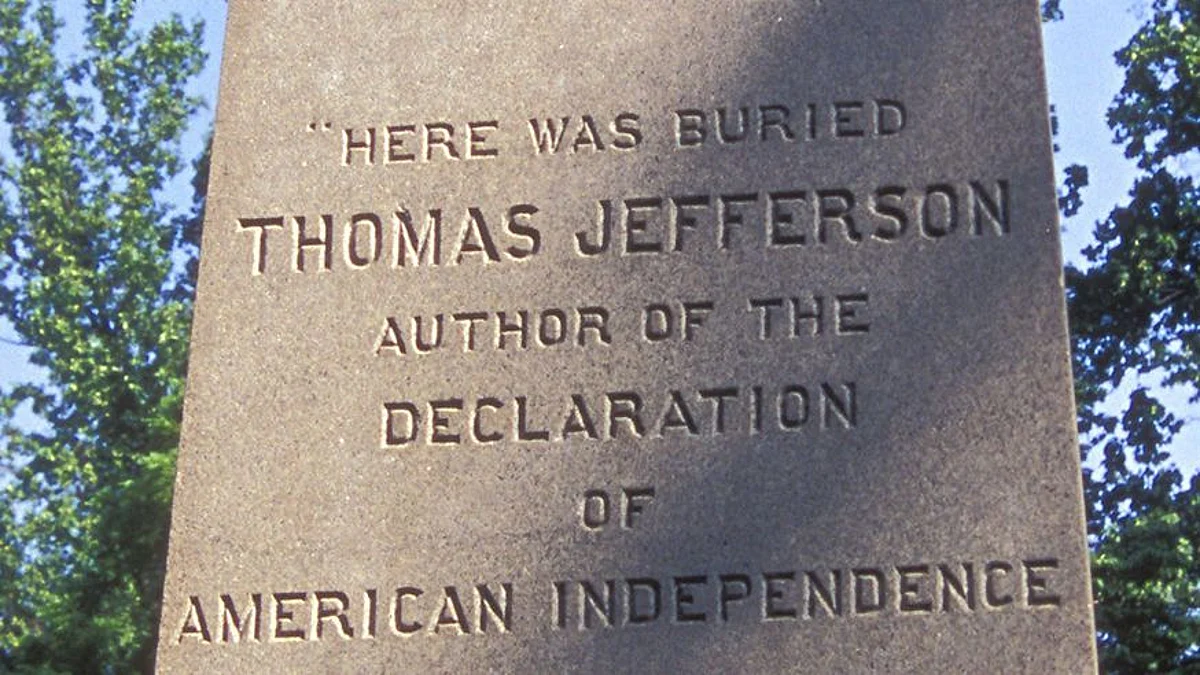 “HERE WAS BURIED
THOMAS JEFFERSON
AUTHOR OF THE
DECLARATION
OF
AMERICAN INDEPENDENCE